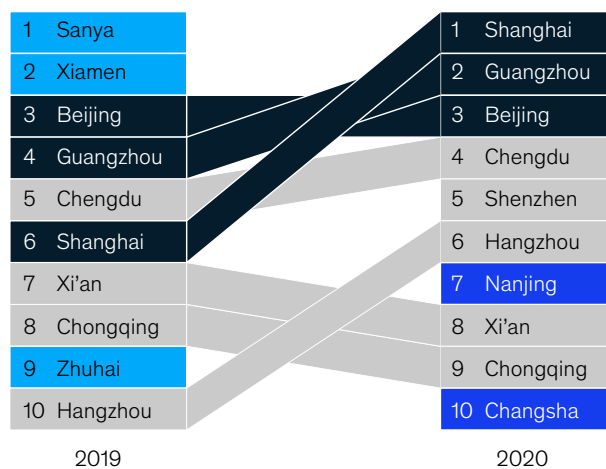 1 Sanya
2 Xiamen
3 Beijing
4 Guangzhou
5 Chengdu
6 Shanghai
7 Xi’an
8 Chongqing
9 Zhuhai
10 Hangzhou
2019
1 Shanghai
2 Guangzhou
3 Beijing
4 Chengdu
5 Shenzhen
6 Hangzhou
7 Nanjing
8 Xi’an
9 Chongqing
10 Changsha
2020